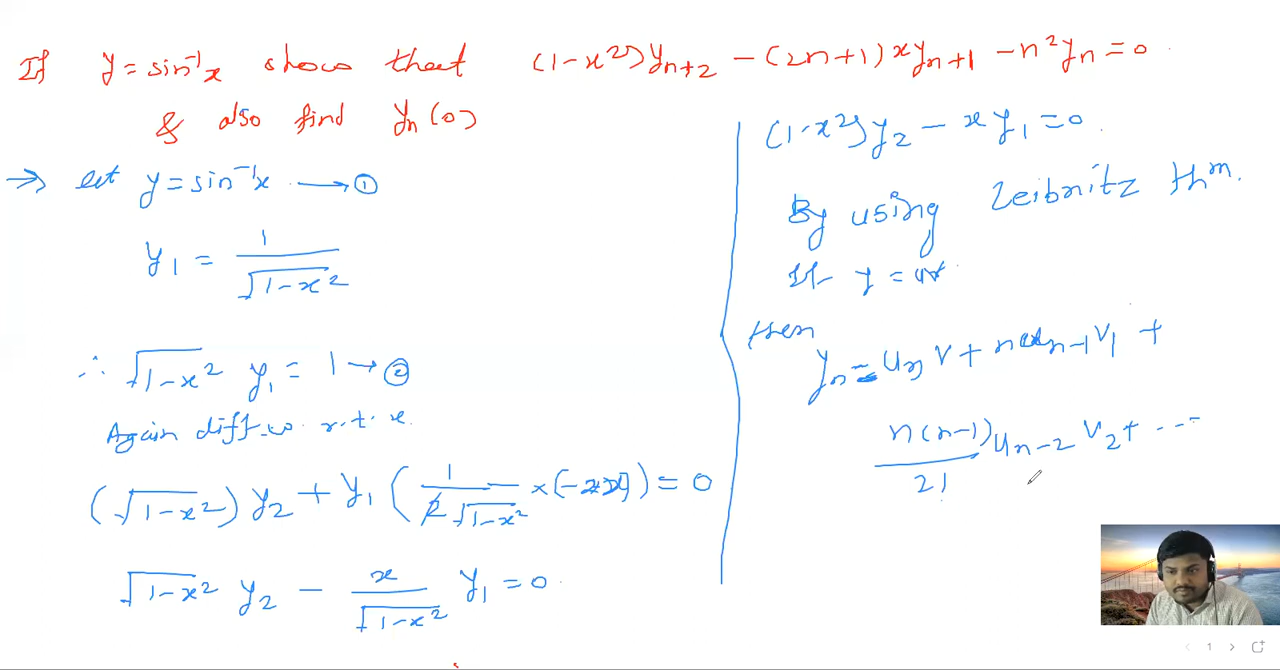 If y = sin⁻¹x show that (1-x²)yₙ₊₂ - (2n+1)xyₙ₊₁ - n²yₙ = 0
& also find yₙ(0)
⇒ let y = sin⁻¹x → ①
y₁ = 1/√(1-x²)
∴ √(1-x²) y₁ = 1 → ②
Again diff. w.r.t. x.
(√(1-x²)) y₂ + y₁ (1/(2√(1-x²)) × (-2x)) = 0
√(1-x²) y₂ - x/√(1-x²) y₁ = 0
(1-x²)y₂ - xy₁ = 0.
By using Leibnitz thm.
If y = uv
then
yₙ = uₙv + nuₙ₋₁v₁ +
n(n-1)/2! uₙ₋₂ v₂ + ---
1